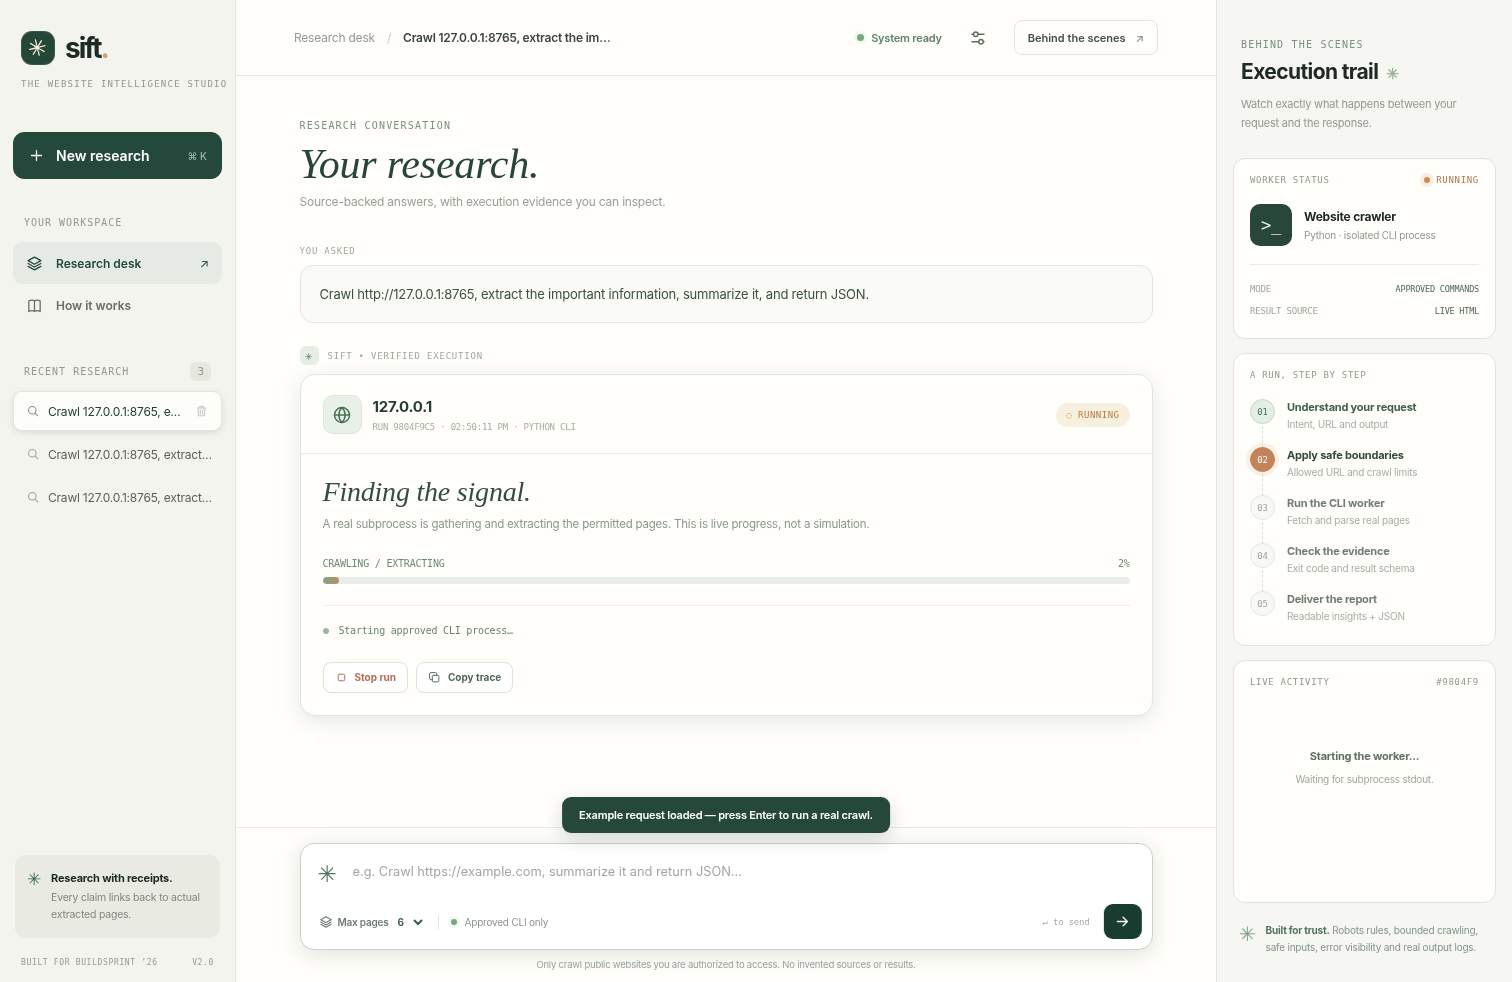 sift.
THE WEBSITE INTELLIGENCE STUDIO
New research ⌘ K
YOUR WORKSPACE
Research desk
How it works
RECENT RESEARCH 3
Crawl 127.0.0.1:8765, e...
Crawl 127.0.0.1:8765, extract...
Crawl 127.0.0.1:8765, extract...
Research with receipts.
Every claim links back to actual
extracted pages.
BUILT FOR BUILDSPRINT '26 V2.0
Research desk / Crawl 127.0.0.1:8765, extract the im...
System ready
Behind the scenes
RESEARCH CONVERSATION
Your research.
Source-backed answers, with execution evidence you can inspect.
YOU ASKED
Crawl http://127.0.0.1:8765, extract the important information, summarize it, and return JSON.
SIFT • VERIFIED EXECUTION
127.0.0.1
RUN 9804F9C5 · 02:50:11 PM · PYTHON CLI
RUNNING
Finding the signal.
A real subprocess is gathering and extracting the permitted pages. This is live progress, not a simulation.
CRAWLING / EXTRACTING 2%
Starting approved CLI process…
Stop run
Copy trace
Example request loaded — press Enter to run a real crawl.
e.g. Crawl https://example.com, summarize it and return JSON...
Max pages 6
Approved CLI only
↵ to send
Only crawl public websites you are authorized to access. No invented sources or results.
BEHIND THE SCENES
Execution trail
Watch exactly what happens between your
request and the response.
WORKER STATUS RUNNING
>_
Website crawler
Python · isolated CLI process
MODE APPROVED COMMANDS
RESULT SOURCE LIVE HTML
A RUN, STEP BY STEP
01 Understand your request
Intent, URL and output
02 Apply safe boundaries
Allowed URL and crawl limits
03 Run the CLI worker
Fetch and parse real pages
04 Check the evidence
Exit code and result schema
05 Deliver the report
Readable insights + JSON
LIVE ACTIVITY #9804F9
Starting the worker...
Waiting for subprocess stdout.
Built for trust. Robots rules, bounded crawling,
safe inputs, error visibility and real output logs.